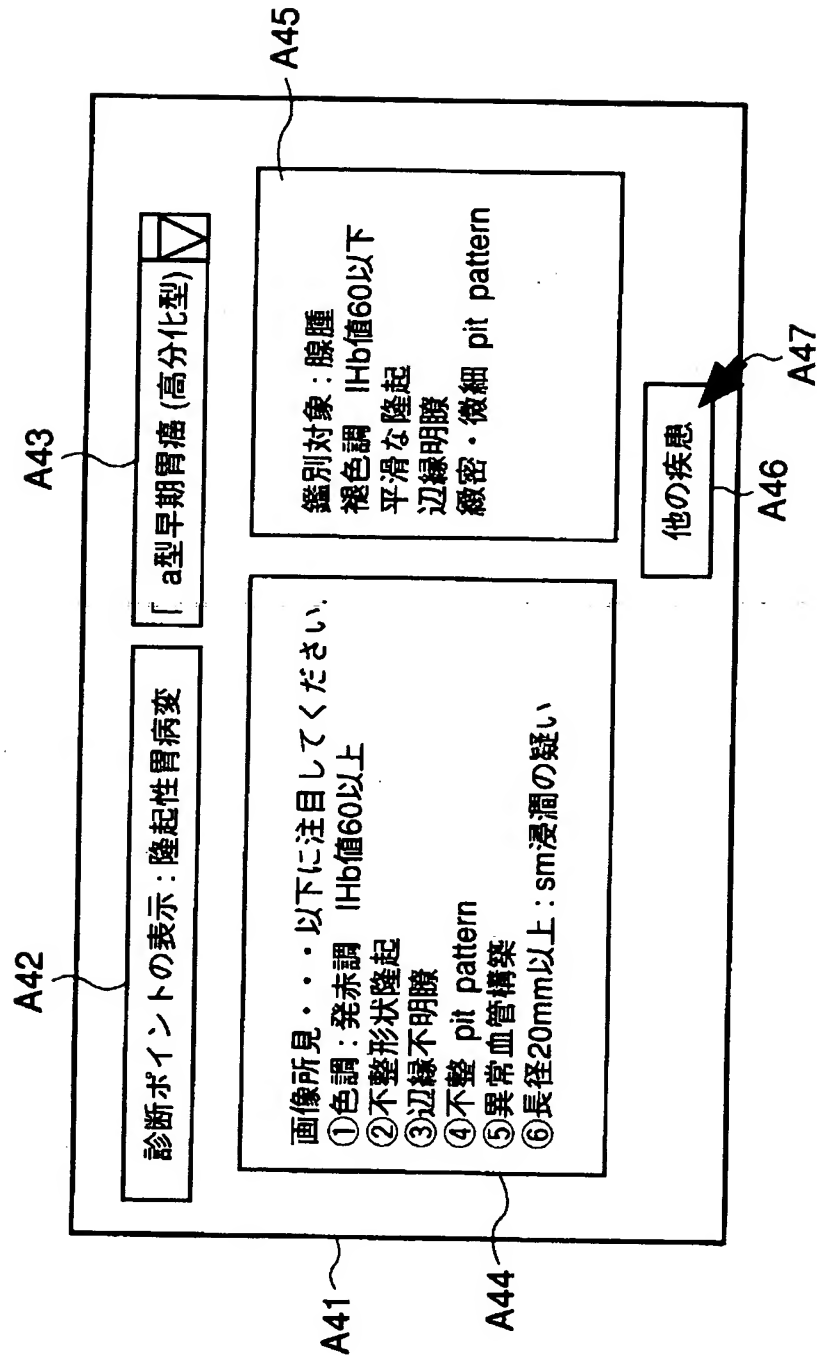 A41
A42
診断ポイントの表示：隆起性胃病変
A43
「 a型早期胃癌 (高分化型)
A44
画像所見・・・以下に注目してください.
①色調：発赤調 IHb値60以上
②不整形状隆起
③辺縁不明瞭
④不整 pit pattern
⑤異常血管構築
⑥長径20mm以上：sm浸潤の疑い
A45
鑑別対象：腺腫
褪色調 IHb値60以下
平滑な隆起
辺縁明瞭
緻密・微細 pit pattern
他の疾患
A46
A47